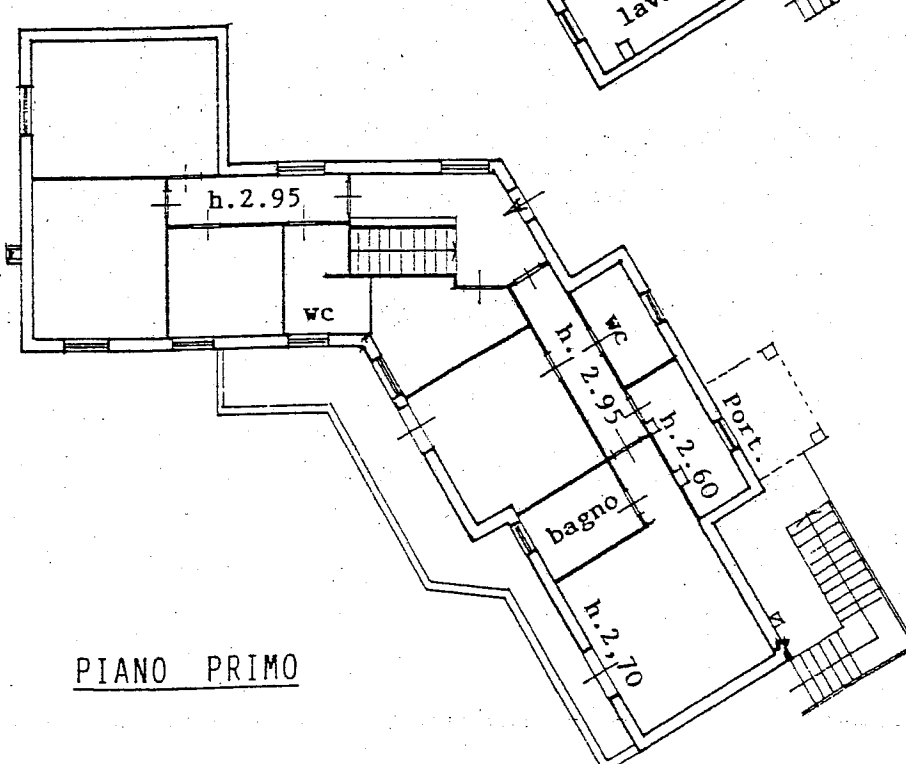 lav
h.2.95
wc
wc
h. 2.95
Port.
h.2.60
bagno
h.2,70
PIANO PRIMO